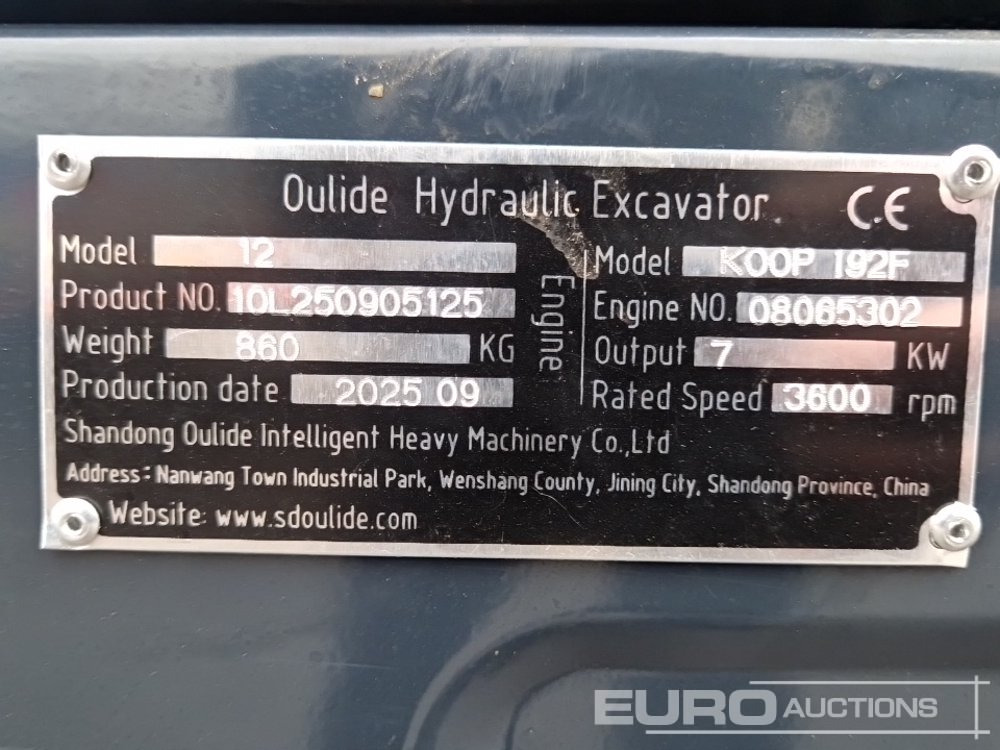 Oulide Hydraulic Excavator CE
Model 12
Product NO. 10L250905125
Weight 860 KG
Production date 2025 09
Engine
Model KOOP 192F
Engine NO. 08065302
Output 7 KW
Rated Speed 3600 rpm
Shandong Oulide Intelligent Heavy Machinery Co.,Ltd
Address: Nanwang Town Industrial Park, Wenshang County, Jining City, Shandong Province, China
Website: www.sdoulide.com
EURO AUCTIONS